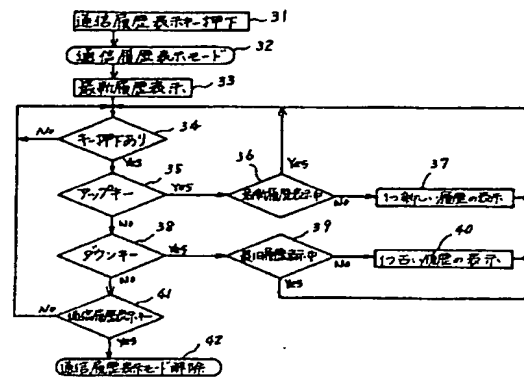 通信履歴表示キー押下
31
通信履歴表示モード
32
最新履歴表示
33
キー押下あり
34
No
Yes
アップキー
35
Yes
No
最新履歴表示中
36
Yes
No
1つ新しい履歴の表示
37
ダウンキー
38
Yes
No
最旧履歴表示中
39
No
Yes
1つ古い履歴の表示
40
通信履歴表示キー
41
No
Yes
通信履歴表示モード解除
42